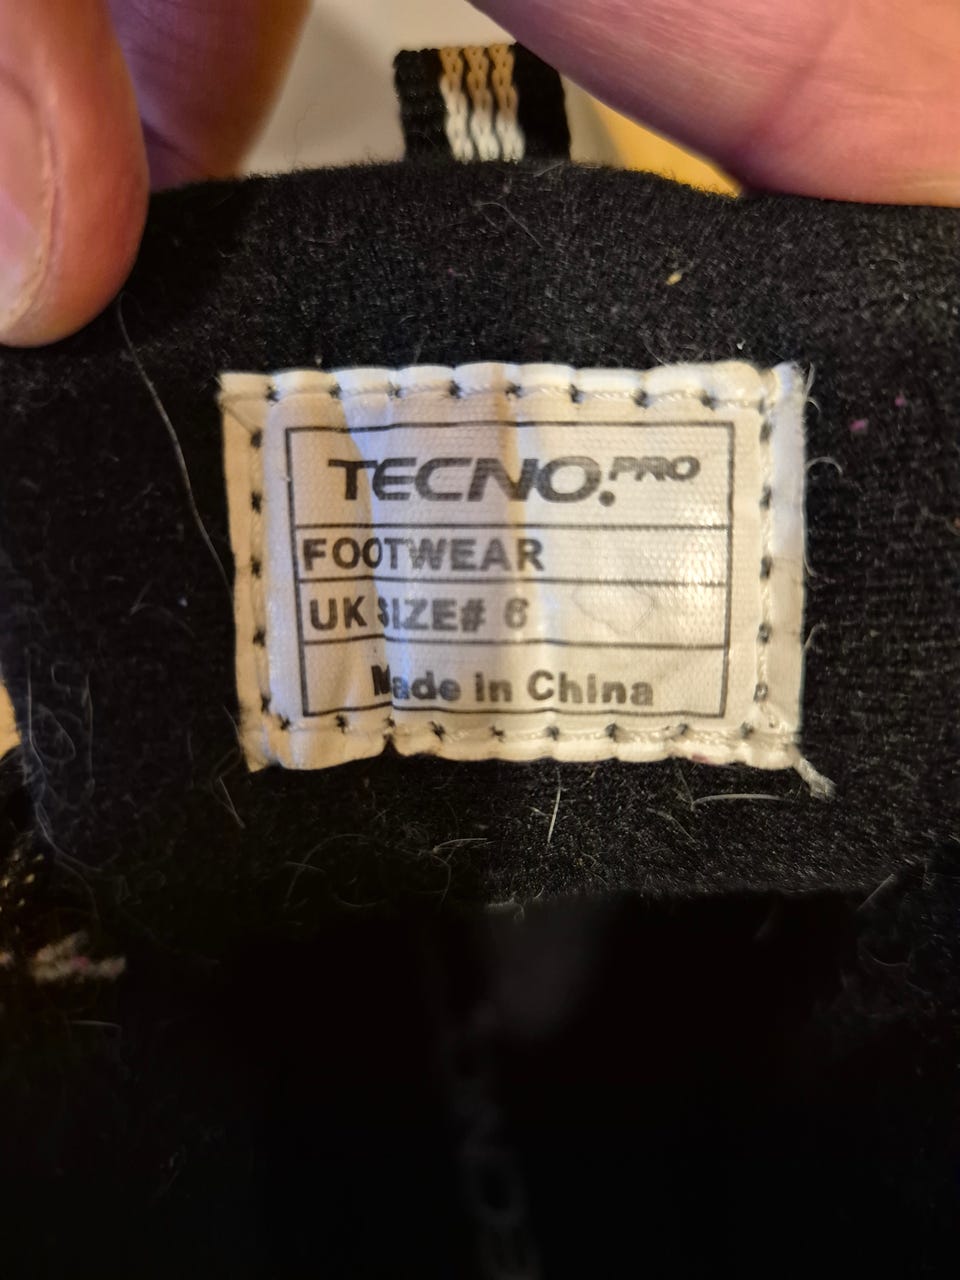 TECNO.PRO
FOOTWEAR
UK SIZE# 6
Made in China